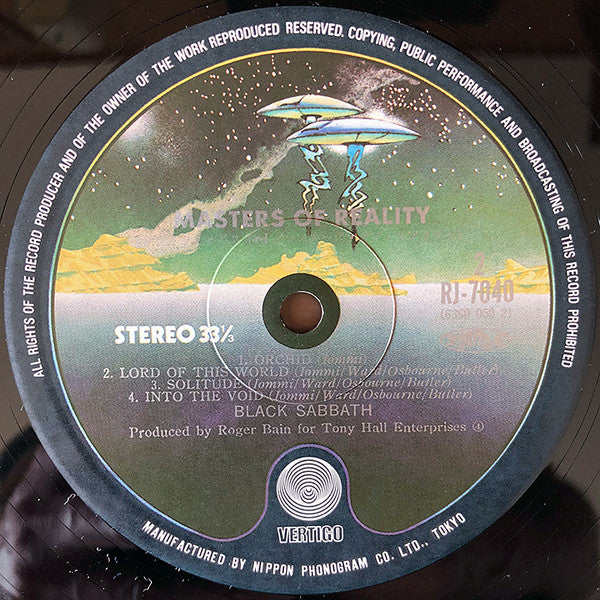 ALL RIGHTS OF THE RECORD PRODUCER AND OF THE OWNER OF THE WORK REPRODUCED RESERVED. COPYING, PUBLIC PERFORMANCE AND BROADCASTING OF THIS RECORD PROHIBITED
MASTERS OF REALITY
2
RJ-7040
(6360 050 2)
STEREO 33⅓
1. ORCHID (Iommi)
2. LORD OF THIS WORLD (Iommi/Ward/Osbourne/Butler)
3. SOLITUDE (Iommi/Ward/Osbourne/Butler)
4. INTO THE VOID (Iommi/Ward/Osbourne/Butler)
BLACK SABBATH
Produced by Roger Bain for Tony Hall Enterprises ④
VERTIGO
MANUFACTURED BY NIPPON PHONOGRAM CO. LTD., TOKYO